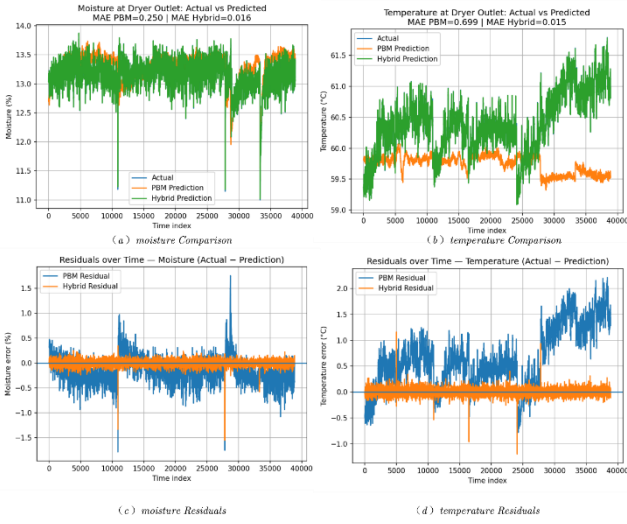 Moisture at Dryer Outlet: Actual vs Predicted
MAE PBM=0.250 | MAE Hybrid=0.016
14.0
13.5
13.0
12.5
12.0
11.5
11.0
Moisture (%)
Actual
PBM Prediction
Hybrid Prediction
0 5000 10000 15000 20000 25000 30000 35000 40000
Time index
(a) moisture Comparison
Temperature at Dryer Outlet: Actual vs Predicted
MAE PBM=0.699 | MAE Hybrid=0.015
Actual
PBM Prediction
Hybrid Prediction
61.5
61.0
60.5
60.0
59.5
59.0
Temperature (°C)
0 5000 10000 15000 20000 25000 30000 35000 40000
Time index
(b) temperature Comparison
Residuals over Time — Moisture (Actual − Prediction)
PBM Residual
Hybrid Residual
1.5
1.0
0.5
0.0
−0.5
−1.0
−1.5
Moisture error (%)
0 5000 10000 15000 20000 25000 30000 35000 40000
Time index
(c) moisture Residuals
Residuals over Time — Temperature (Actual − Prediction)
PBM Residual
Hybrid Residual
2.0
1.5
1.0
0.5
0.0
−0.5
−1.0
Temperature error (°C)
0 5000 10000 15000 20000 25000 30000 35000 40000
Time index
(d) temperature Residuals